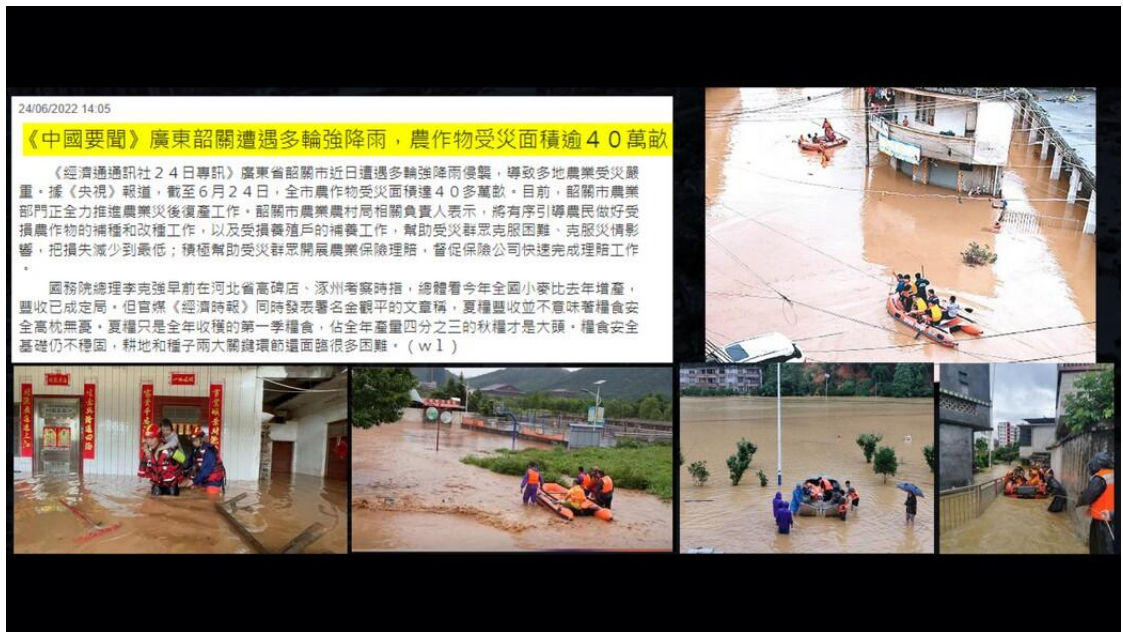 24/06/2022 14:05
《中國要聞》廣東韶關遭遇多輪強降雨，農作物受災面積逾４０萬畝
《經濟通通訊社２４日專訊》廣東省韶關市近日遭遇多輪強降雨侵襲，導致多地農業受災嚴
重。據《央視》報道，截至６月２４日，全市農作物受災面積達４０多萬畝。目前，韶關市農業
部門正全力推進農業災後復產工作。韶關市農業農村局相關負責人表示，將有序引導農民做好受
損農作物的補種和改種工作，以及受損養殖戶的補養工作，幫助受災群眾克服困難、克服災情影
響，把損失減少到最低；積極幫助受災群眾開展農業保險理賠，督促保險公司快速完成理賠工作
。
國務院總理李克強早前在河北省高碑店、涿州考察時指，總體看今年全國小麥比去年增產，
豐收已成定局。但官媒《經濟時報》同時發表署名金觀平的文章稱，夏糧豐收並不意味著糧食安
全高枕無憂。夏糧只是全年收穫的第一季糧食，佔全年產量四分之三的秋糧才是大頭。糧食安全
基礎仍不穩固，耕地和種子兩大關鍵環節還面臨很多困難。（ｗｌ）